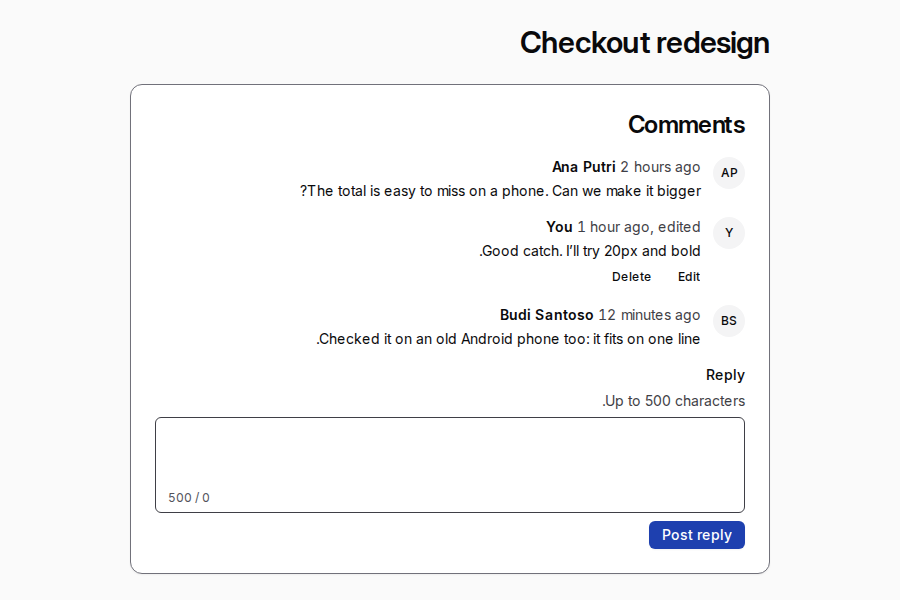 Checkout redesign
Comments
AP
Ana Putri 2 hours ago
?The total is easy to miss on a phone. Can we make it bigger
Y
You 1 hour ago, edited
.Good catch. I’ll try 20px and bold
Edit
Delete
BS
Budi Santoso 12 minutes ago
.Checked it on an old Android phone too: it fits on one line
Reply
.Up to 500 characters
500 / 0
Post reply